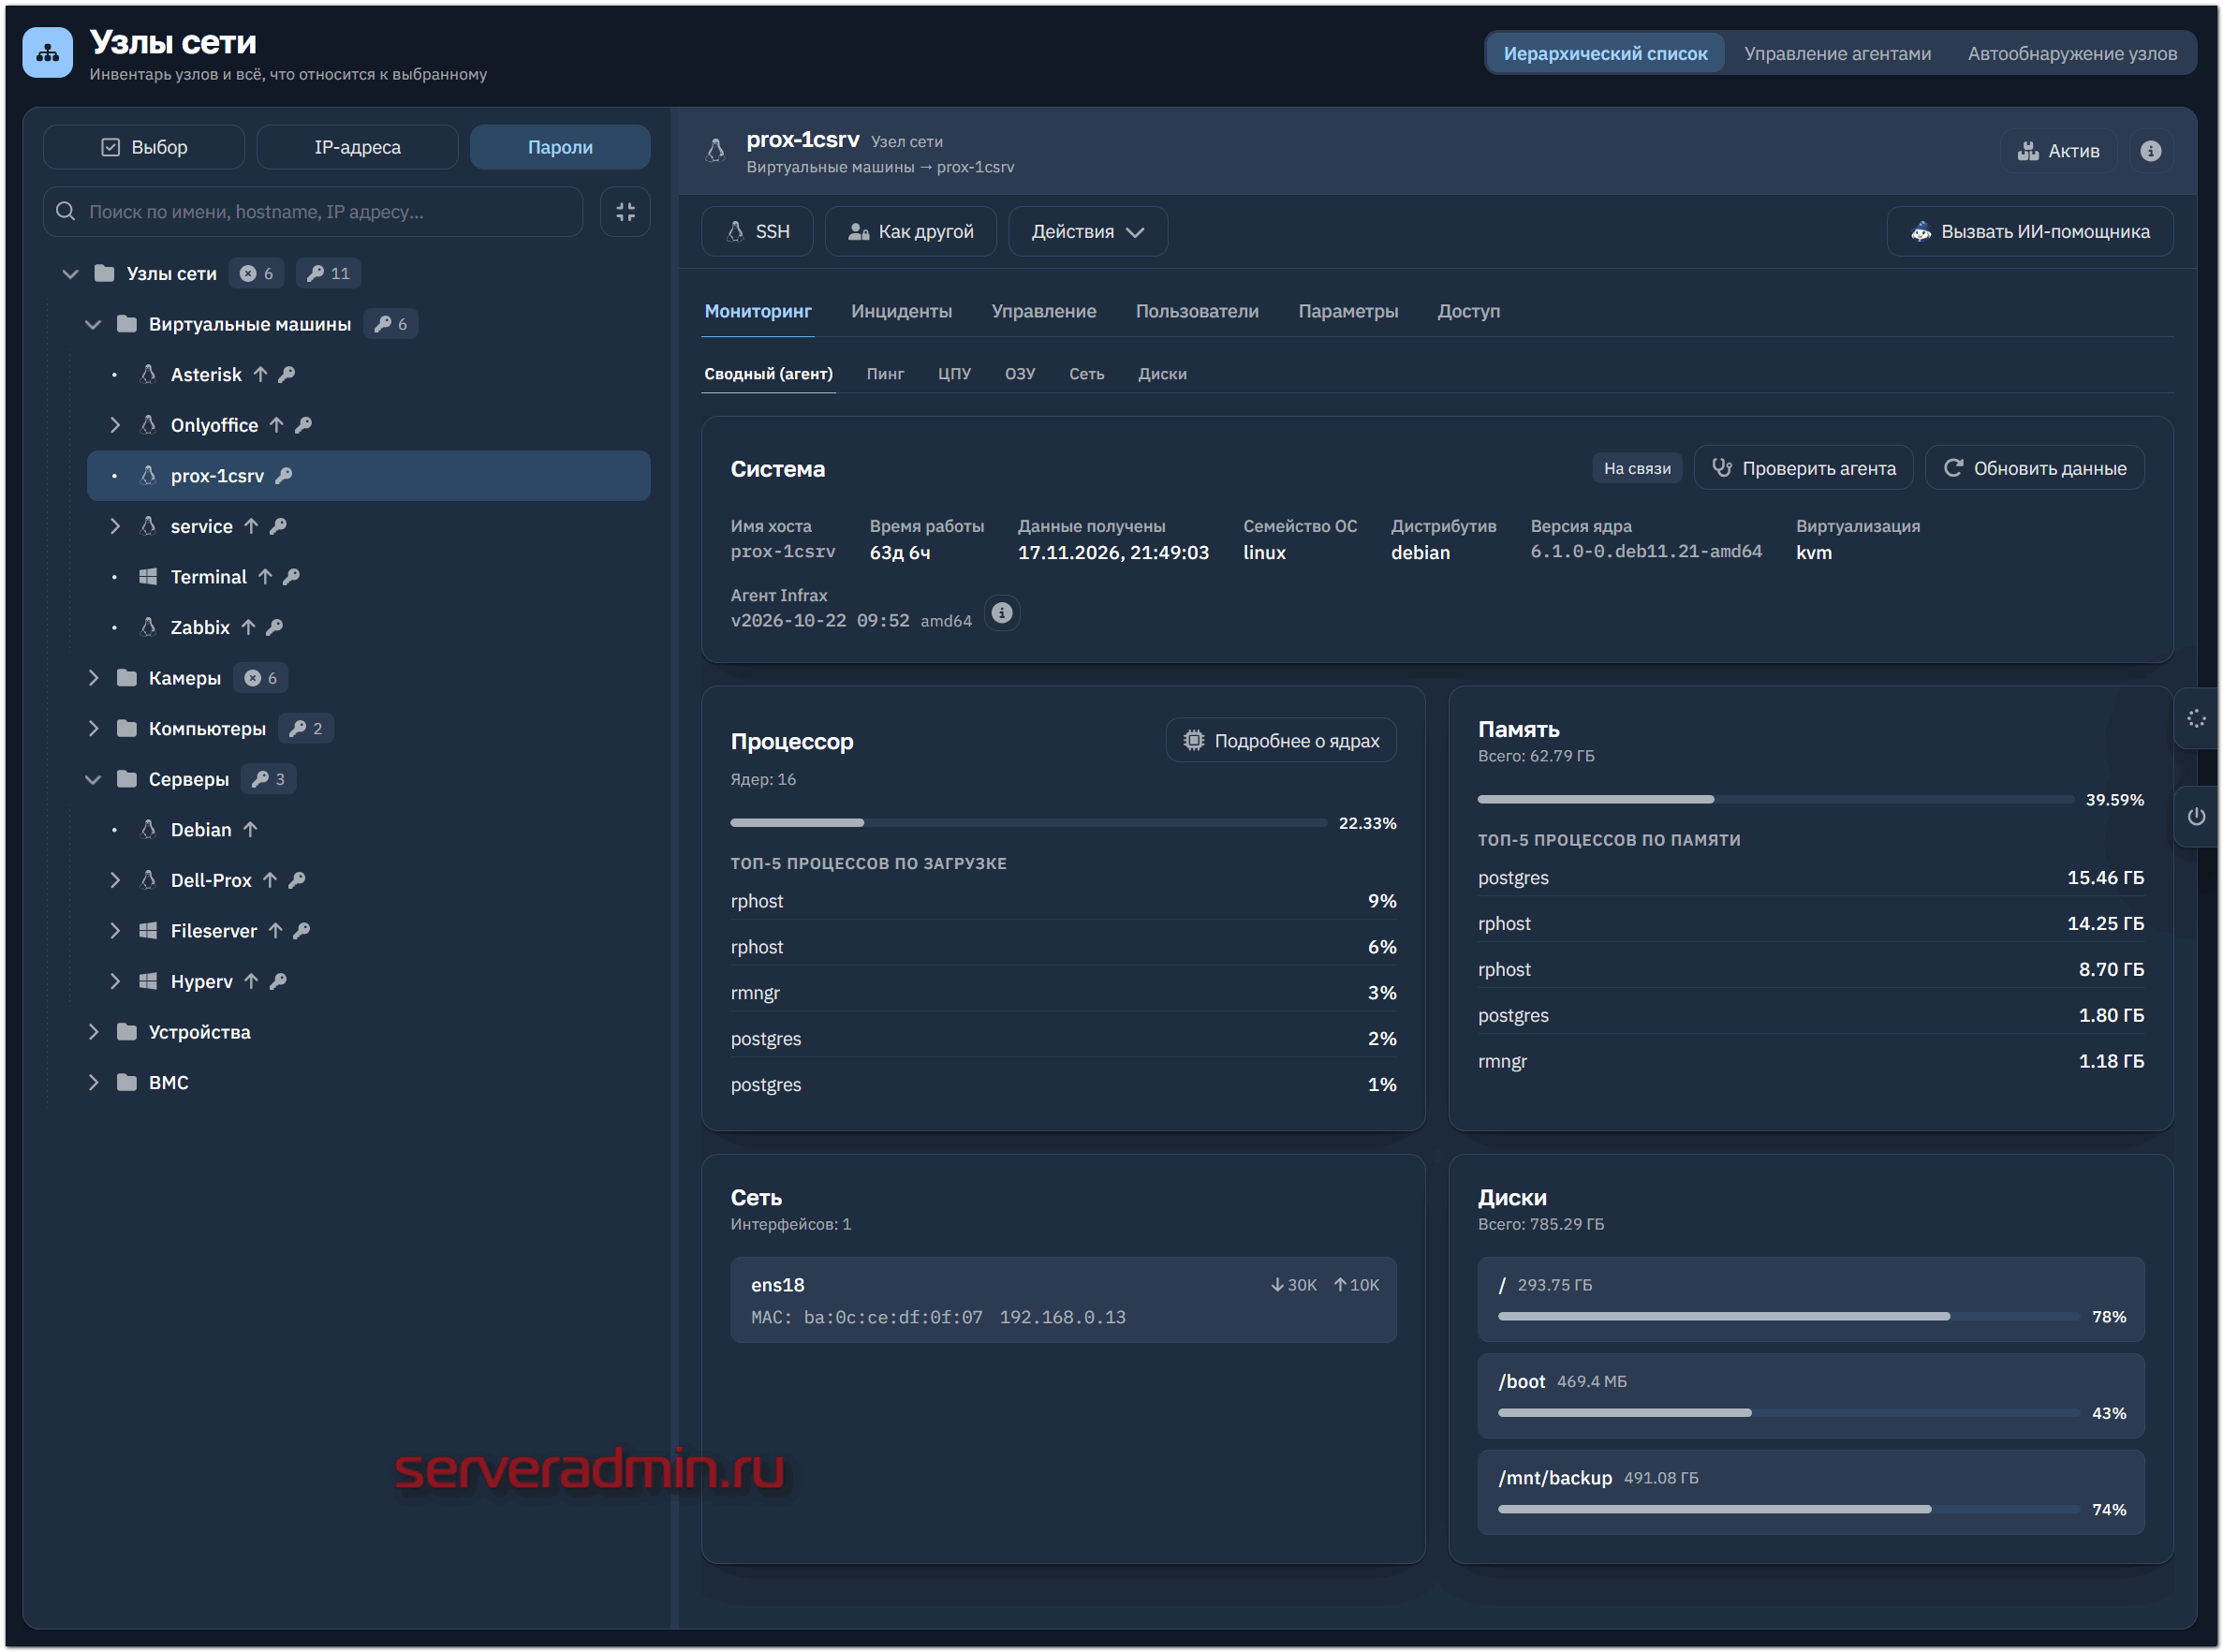 Узлы сети
Инвентарь узлов и всё, что относится к выбранному
Иерархический список
Управление агентами
Автообнаружение узлов
Выбор
IP-адреса
Пароли
Поиск по имени, hostname, IP адресу...
Узлы сети 6 11
Виртуальные машины 6
Asterisk
Onlyoffice
prox-1csrv
service
Terminal
Zabbix
Камеры 6
Компьютеры 2
Серверы 3
Debian
Dell-Prox
Fileserver
Hyperv
Устройства
BMC
prox-1csrv Узел сети
Виртуальные машины → prox-1csrv
Актив
SSH
Как другой
Действия
Вызвать ИИ-помощника
Мониторинг
Инциденты
Управление
Пользователи
Параметры
Доступ
Сводный (агент)
Пинг
ЦПУ
ОЗУ
Сеть
Диски
Система
На связи
Проверить агента
Обновить данные
Имя хоста
prox-1csrv
Время работы
63д 6ч
Данные получены
17.11.2026, 21:49:03
Семейство ОС
linux
Дистрибутив
debian
Версия ядра
6.1.0-0.deb11.21-amd64
Виртуализация
kvm
Агент Infrax
v2026-10-22 09:52 amd64
Процессор
Подробнее о ядрах
Ядер: 16
22.33%
ТОП-5 ПРОЦЕССОВ ПО ЗАГРУЗКЕ
rphost 9%
rphost 6%
rmngr 3%
postgres 2%
postgres 1%
Память
Всего: 62.79 ГБ
39.59%
ТОП-5 ПРОЦЕССОВ ПО ПАМЯТИ
postgres 15.46 ГБ
rphost 14.25 ГБ
rphost 8.70 ГБ
postgres 1.80 ГБ
rmngr 1.18 ГБ
Сеть
Интерфейсов: 1
ens18 30K 10K
MAC: ba:0c:ce:df:0f:07 192.168.0.13
Диски
Всего: 785.29 ГБ
/ 293.75 ГБ
78%
/boot 469.4 МБ
43%
/mnt/backup 491.08 ГБ
74%
serveradmin.ru